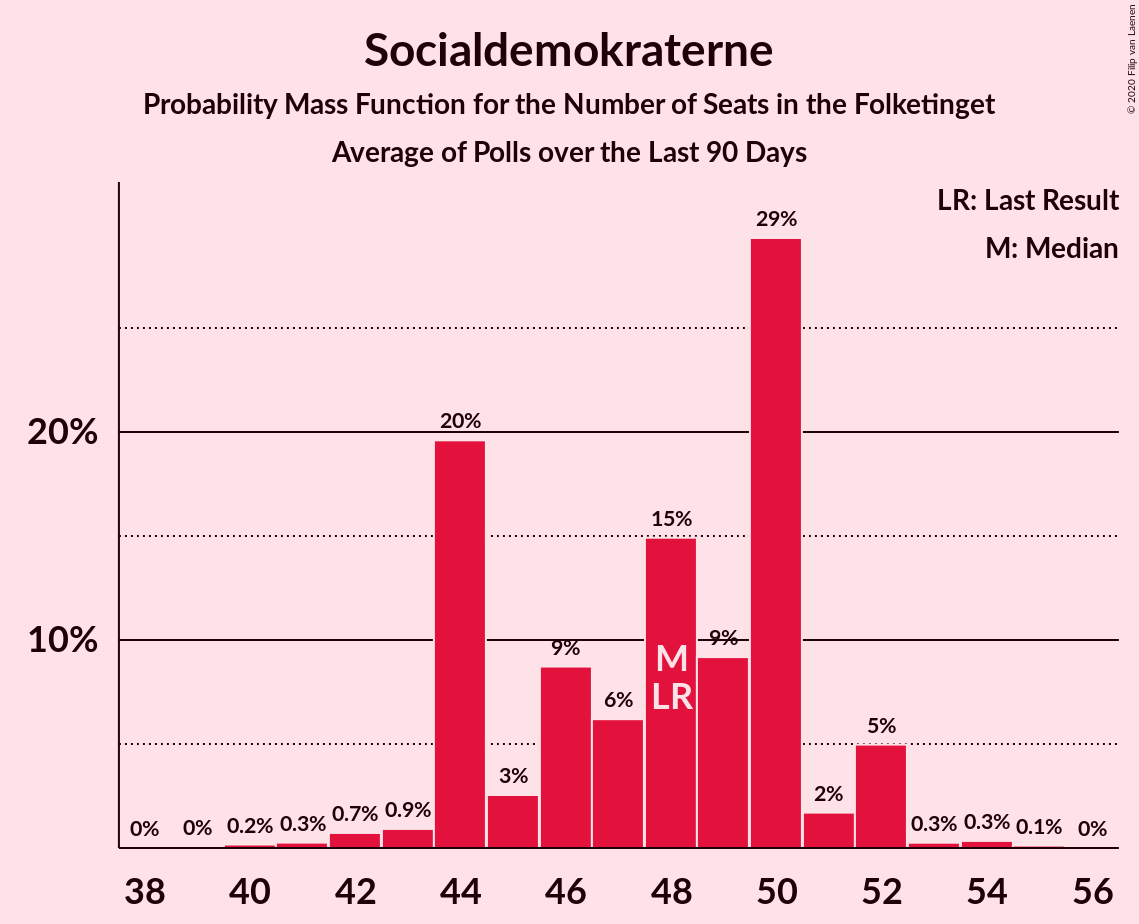 Socialdemokraterne
Probability Mass Function for the Number of Seats in the Folketinget
Average of Polls over the Last 90 Days
© 2020 Filip van Laenen
LR: Last Result
M: Median
20%
10%
0%
0%
0.2%
0.3%
0.7%
0.9%
20%
3%
9%
6%
15%
9%
29%
2%
5%
0.3%
0.3%
0.1%
0%
M
LR
38 40 42 44 46 48 50 52 54 56